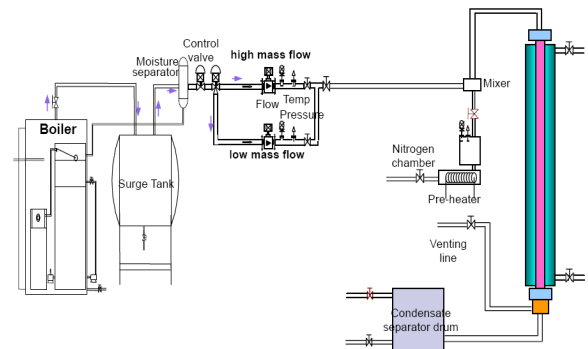 Control
valve
high mass flow
Moisture
separator
Flow
Temp
Pressure
low mass flow
Boiler
Surge Tank
Mixer
Nitrogen
chamber
Pre-heater
Venting
line
Condensate
separator drum